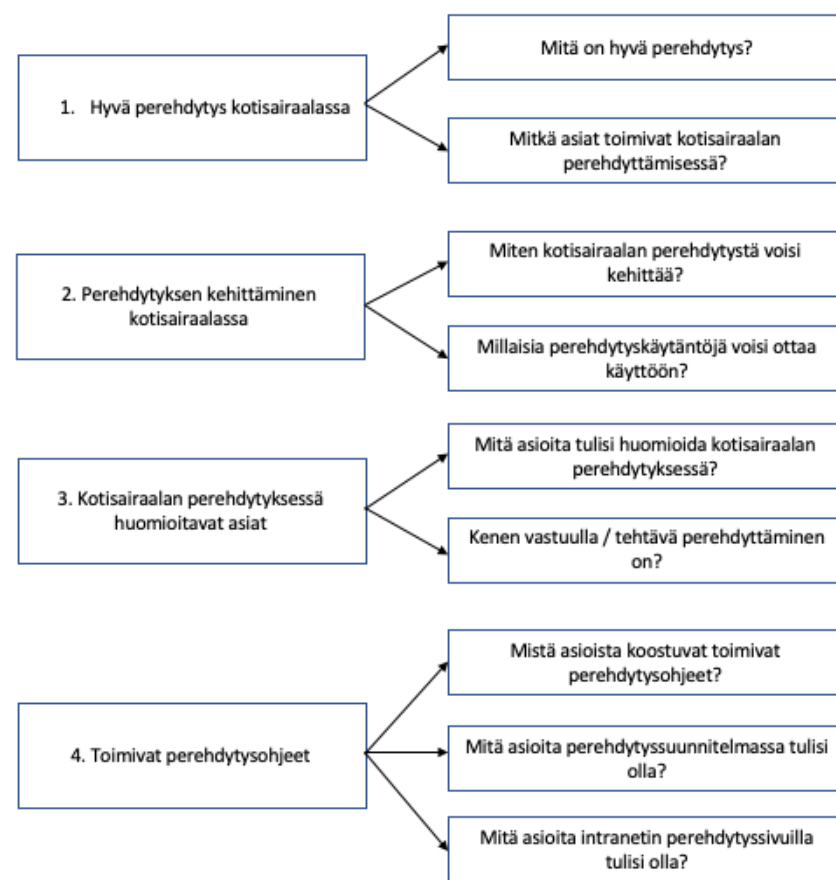 1. Hyvä perehdytys kotisairaalassa
Mitä on hyvä perehdytys?
Mitkä asiat toimivat kotisairaalan
perehdyttämisessä?
2. Perehdytyksen kehittäminen
kotisairaalassa
Miten kotisairaalan perehdytystä voisi
kehittää?
Millaisia perehdytyskäytäntöjä voisi ottaa
käyttöön?
3. Kotisairaalan perehdytyksessä
huomioitavat asiat
Mitä asioita tulisi huomioida kotisairaalan
perehdytyksessä?
Kenen vastuulla / tehtävä perehdyttäminen
on?
4. Toimivat perehdytysohjeet
Mistä asioista koostuvat toimivat
perehdytysohjeet?
Mitä asioita perehdytyssuunnitelmassa tulisi
olla?
Mitä asioita intranetin perehdytyssivuilla
tulisi olla?